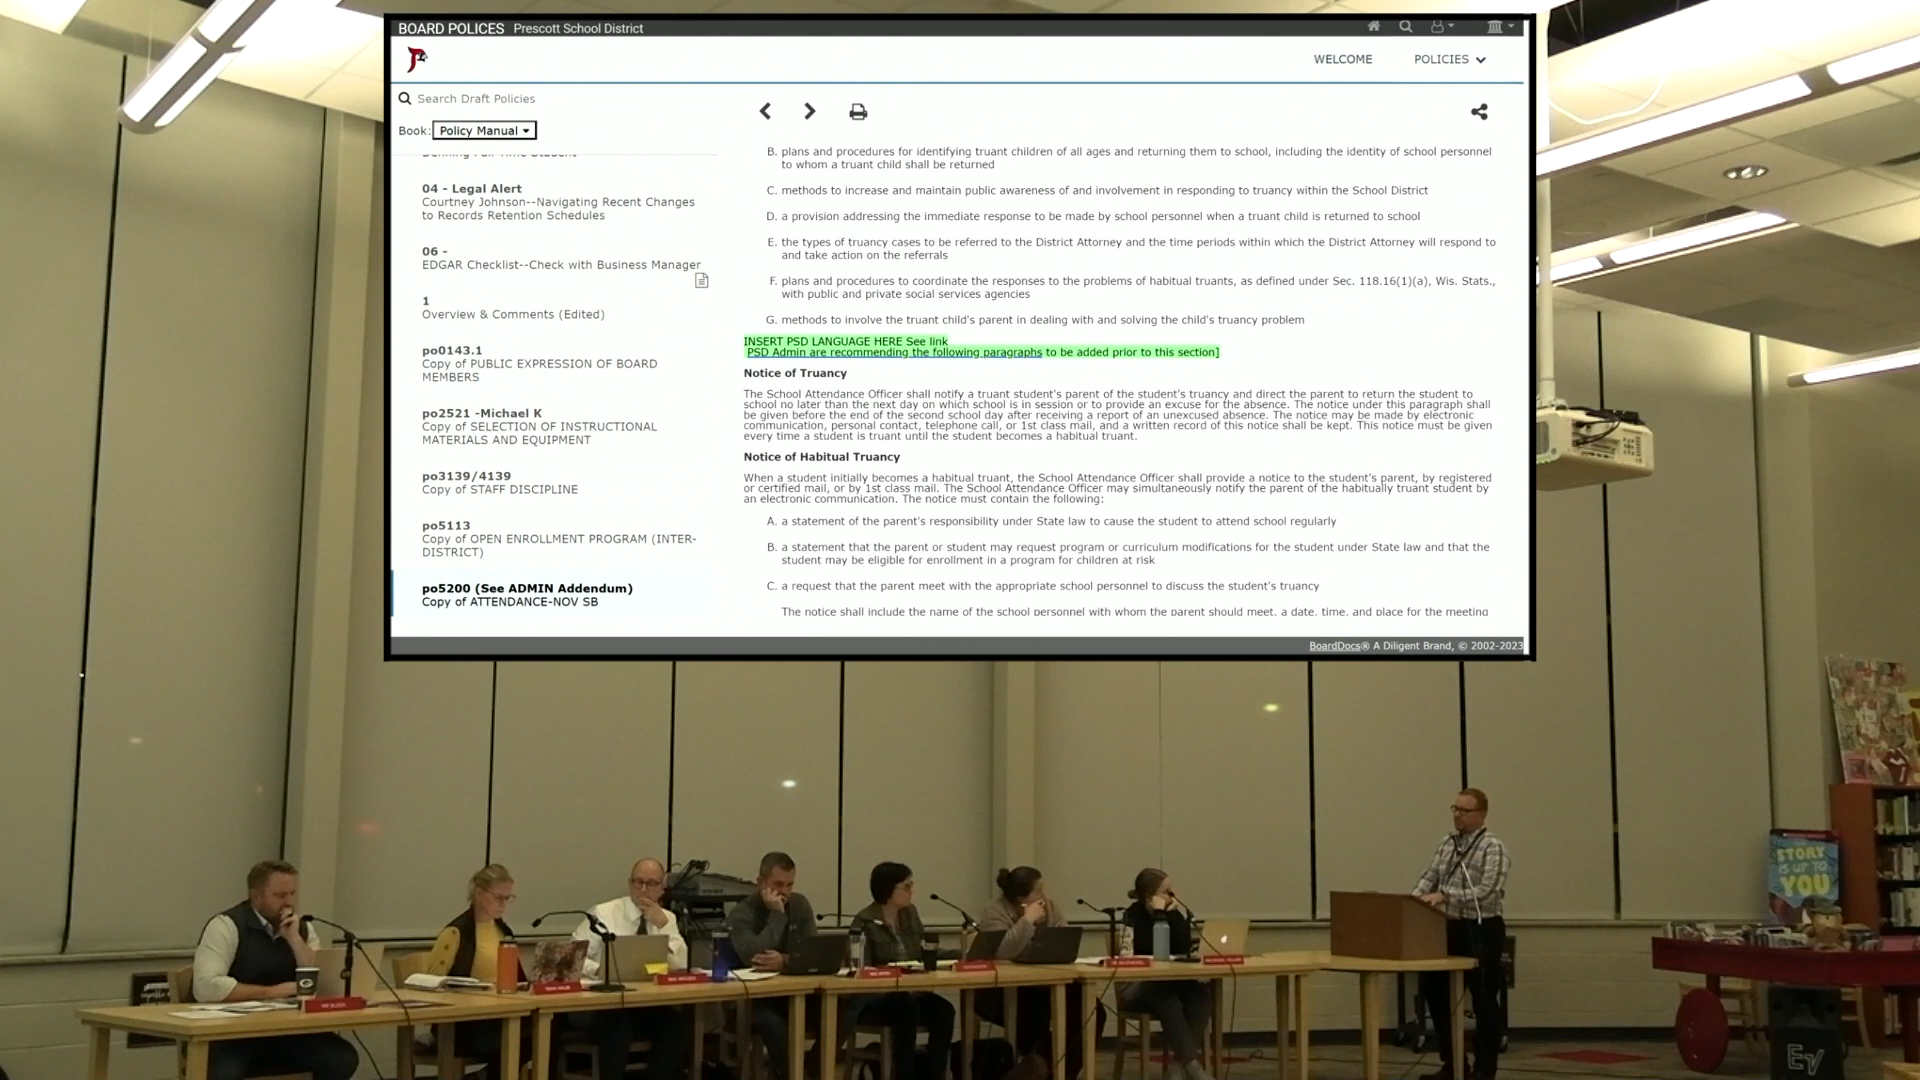 BOARD POLICES Prescott School District
WELCOME POLICIES
Search Draft Policies
Book: Policy Manual
Defining Full-Time Student
04 - Legal Alert
Courtney Johnson--Navigating Recent Changes
to Records Retention Schedules
06 -
EDGAR Checklist--Check with Business Manager
1
Overview & Comments (Edited)
po0143.1
Copy of PUBLIC EXPRESSION OF BOARD
MEMBERS
po2521 -Michael K
Copy of SELECTION OF INSTRUCTIONAL
MATERIALS AND EQUIPMENT
po3139/4139
Copy of STAFF DISCIPLINE
po5113
Copy of OPEN ENROLLMENT PROGRAM (INTER-
DISTRICT)
po5200 (See ADMIN Addendum)
Copy of ATTENDANCE-NOV SB
B. plans and procedures for identifying truant children of all ages and returning them to school, including the identity of school personnel
to whom a truant child shall be returned
C. methods to increase and maintain public awareness of and involvement in responding to truancy within the School District
D. a provision addressing the immediate response to be made by school personnel when a truant child is returned to school
E. the types of truancy cases to be referred to the District Attorney and the time periods within which the District Attorney will respond to
and take action on the referrals
F. plans and procedures to coordinate the responses to the problems of habitual truants, as defined under Sec. 118.16(1)(a), Wis. Stats.,
with public and private social services agencies
G. methods to involve the truant child's parent in dealing with and solving the child's truancy problem
INSERT PSD LANGUAGE HERE See link
PSD Admin are recommending the following paragraphs to be added prior to this section]
Notice of Truancy
The School Attendance Officer shall notify a truant student's parent of the student's truancy and direct the parent to return the student to
school no later than the next day on which school is in session or to provide an excuse for the absence. The notice under this paragraph shall
be given before the end of the second school day after receiving a report of an unexcused absence. The notice may be made by electronic
communication, personal contact, telephone call, or 1st class mail, and a written record of this notice shall be kept. This notice must be given
every time a student is truant until the student becomes a habitual truant.
Notice of Habitual Truancy
When a student initially becomes a habitual truant, the School Attendance Officer shall provide a notice to the student's parent, by registered
or certified mail, or by 1st class mail. The School Attendance Officer may simultaneously notify the parent of the habitually truant student by
an electronic communication. The notice must contain the following:
A. a statement of the parent's responsibility under State law to cause the student to attend school regularly
B. a statement that the parent or student may request program or curriculum modifications for the student under State law and that the
student may be eligible for enrollment in a program for children at risk
C. a request that the parent meet with the appropriate school personnel to discuss the student's truancy
The notice shall include the name of the school personnel with whom the parent should meet, a date, time, and place for the meeting
BoardDocs® A Diligent Brand, © 2002-2023
STORY
IS UP TO
YOU
EV